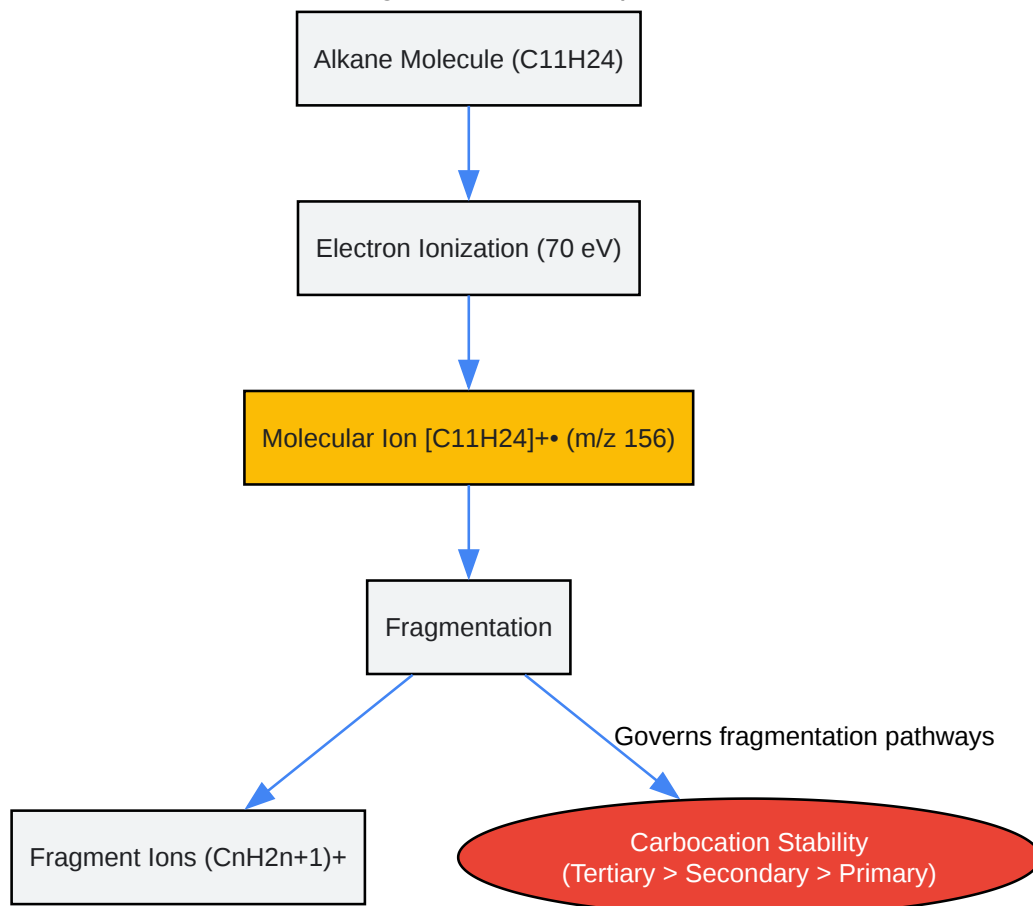 Alkane Molecule (C11H24)
Electron Ionization (70 eV)
Molecular Ion [C11H24]+• (m/z 156)
Fragmentation
Governs fragmentation pathways
Fragment Ions (CnH2n+1)+
Carbocation Stability
(Tertiary > Secondary > Primary)